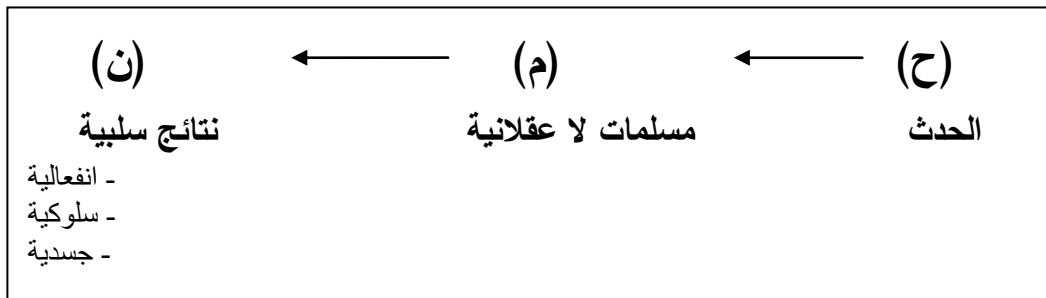 (ح) (م) (ن)
الحدث مسلمات لا عقلانية نتائج سلبية
- انفعالية
- سلوكية
- جسدية